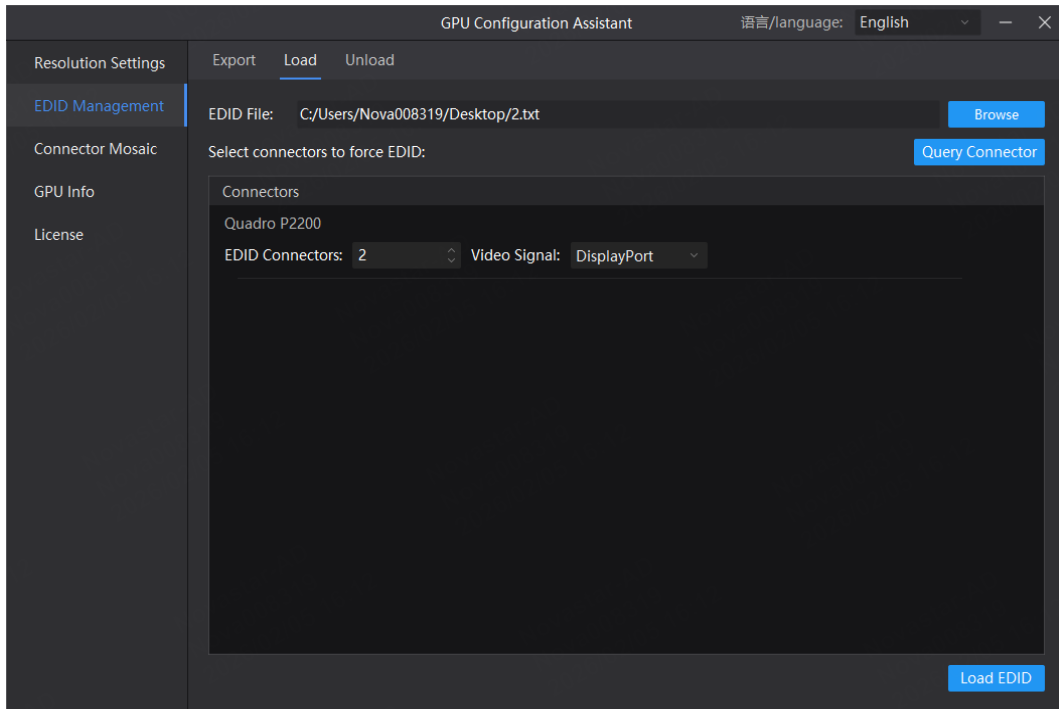 GPU Configuration Assistant 语言/language: English
Resolution Settings
EDID Management
Connector Mosaic
GPU Info
License
Export Load Unload
EDID File: C:/Users/Nova008319/Desktop/2.txt Browse
Select connectors to force EDID: Query Connector
Connectors
Quadro P2200
EDID Connectors: 2 Video Signal: DisplayPort
Load EDID